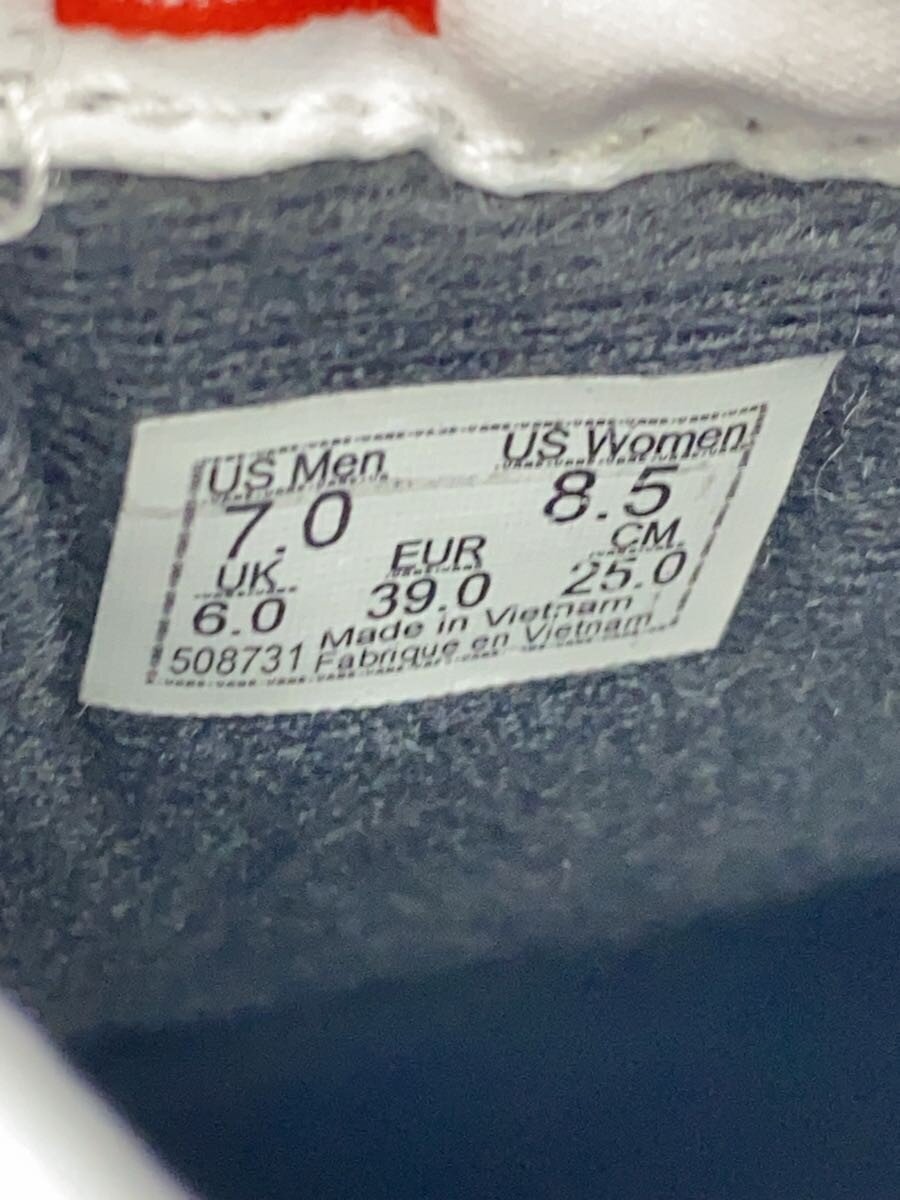 US Men US Women
7.0 8.5
UK EUR CM
6.0 39.0 25.0
508731 Made in Vietnam
Fabrique en Vietnam